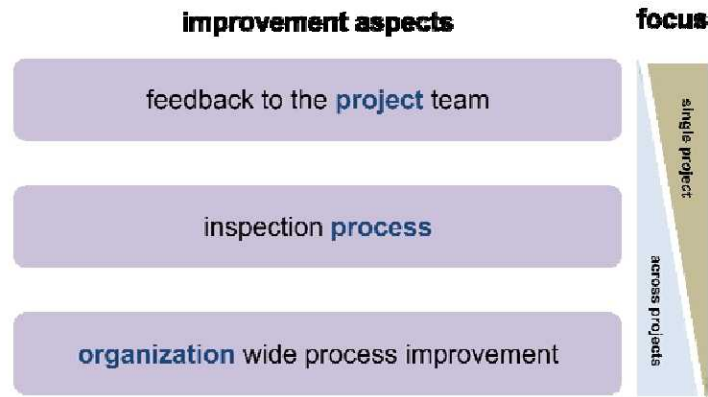 improvement aspects
focus
feedback to the project team
single project
inspection process
across projects
organization wide process improvement